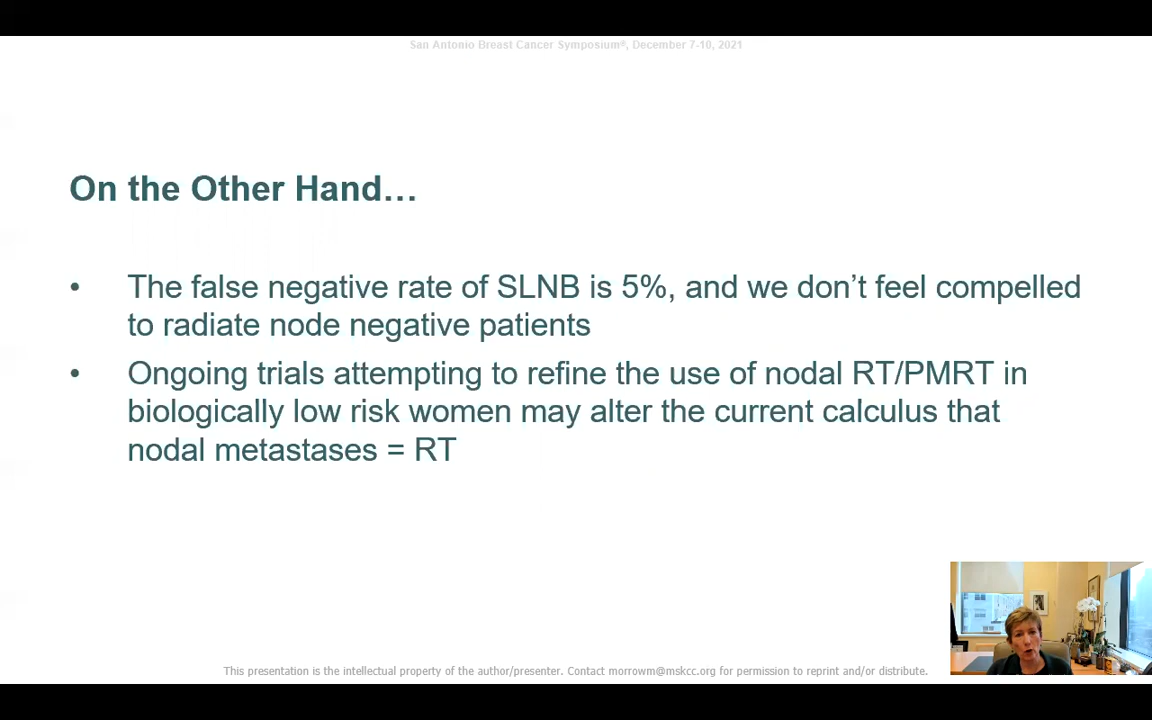 San Antonio Breast Cancer Symposium®, December 7-10, 2021
On the Other Hand…
• The false negative rate of SLNB is 5%, and we don’t feel compelled
to radiate node negative patients
• Ongoing trials attempting to refine the use of nodal RT/PMRT in
biologically low risk women may alter the current calculus that
nodal metastases = RT
This presentation is the intellectual property of the author/presenter. Contact morrowm@mskcc.org for permission to reprint and/or distribute.